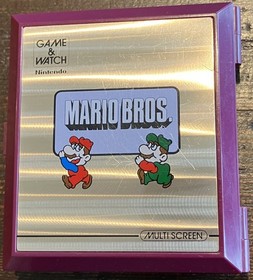 GAME
&
WATCH
Nintendo
MARIO BROS.
MULTI SCREEN